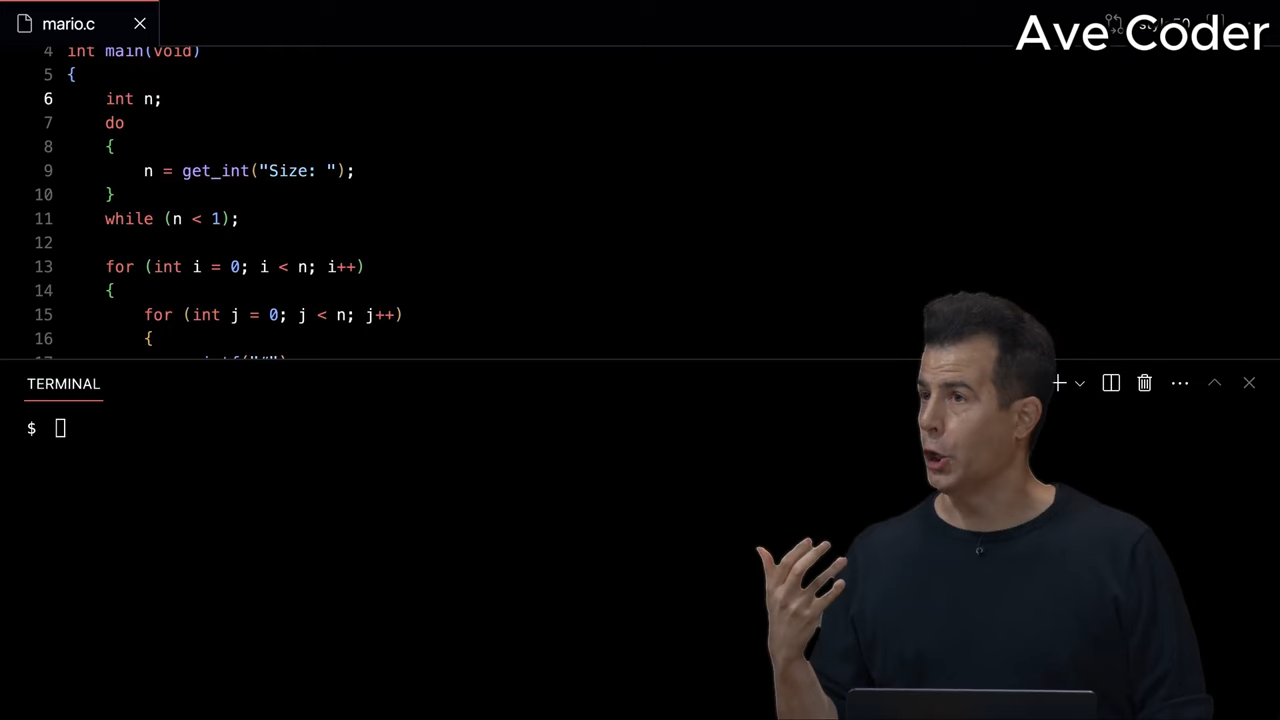 mario.c
Ave Coder
4 int main(void)
5 {
6 int n;
7 do
8 {
9 n = get_int("Size: ");
10 }
11 while (n < 1);
12
13 for (int i = 0; i < n; i++)
14 {
15 for (int j = 0; j < n; j++)
16 {
TERMINAL
$